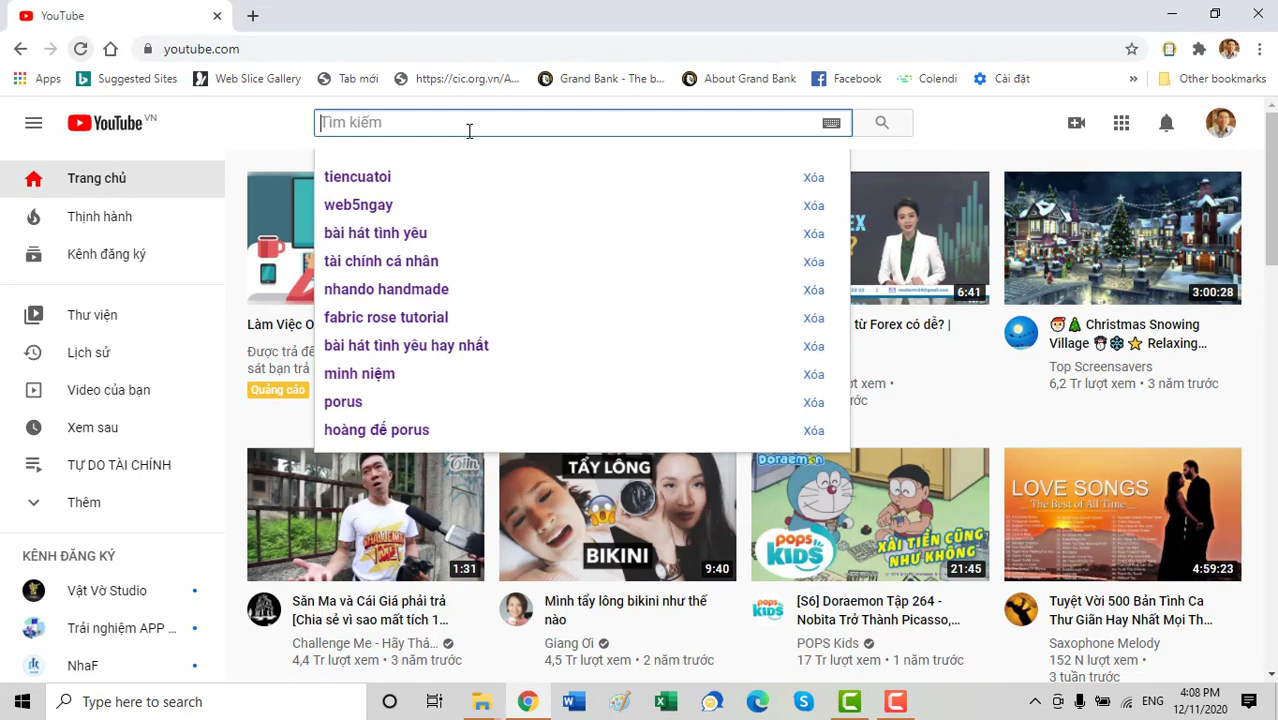 YouTube
youtube.com
Apps
Suggested Sites
Web Slice Gallery
Tab mới
https://cic.org.vn/A...
Grand Bank - The b...
About Grand Bank
Facebook
Colendi
Cài đặt
»
Other bookmarks
YouTube VN
Tìm kiếm
Trang chủ
Thịnh hành
Kênh đăng ký
Thư viện
Lịch sử
Video của bạn
Xem sau
TỰ DO TÀI CHÍNH
Thêm
KÊNH ĐĂNG KÝ
Vật Vờ Studio
Trải nghiệm APP ...
NhaF
tiencuatoi Xóa
web5ngay Xóa
bài hát tình yêu Xóa
tài chính cá nhân Xóa
nhando handmade Xóa
fabric rose tutorial Xóa
bài hát tình yêu hay nhất Xóa
minh niệm Xóa
porus Xóa
hoàng đế porus Xóa
Làm Việc O
Được trả đ
sát bạn trả
Quảng cáo
6:41
từ Forex có dễ? |
lượt xem •
3:00:28
Christmas Snowing
Village Relaxing...
Top Screensavers
6,2 Tr lượt xem • 3 năm trước
1:31
Săn Ma và Cái Giá phải trả
[Chia sẻ vì sao mất tích 1...
Challenge Me - Hãy Thá...
4,4 Tr lượt xem • 3 năm trước
TẨY LÔNG
BIKINI
9:40
Mình tẩy lông bikini như thế
nào
Giang Ơi
4,5 Tr lượt xem • 2 năm trước
Doraemon
POPS
KIDS
XÀI TIỀN CŨNG
NHƯ KHÔNG
21:45
pops
KIDS
[S6] Doraemon Tập 264 -
Nobita Trở Thành Picasso,...
POPS Kids
17 Tr lượt xem • 1 năm trước
LOVE SONGS
The Best of All Time
4:59:23
Tuyệt Vời 500 Bản Tình Ca
Thư Giãn Hay Nhất Mọi Th...
Saxophone Melody
152 N lượt xem •
3 tuần trước
Type here to search
ENG
4:08 PM
12/11/2020